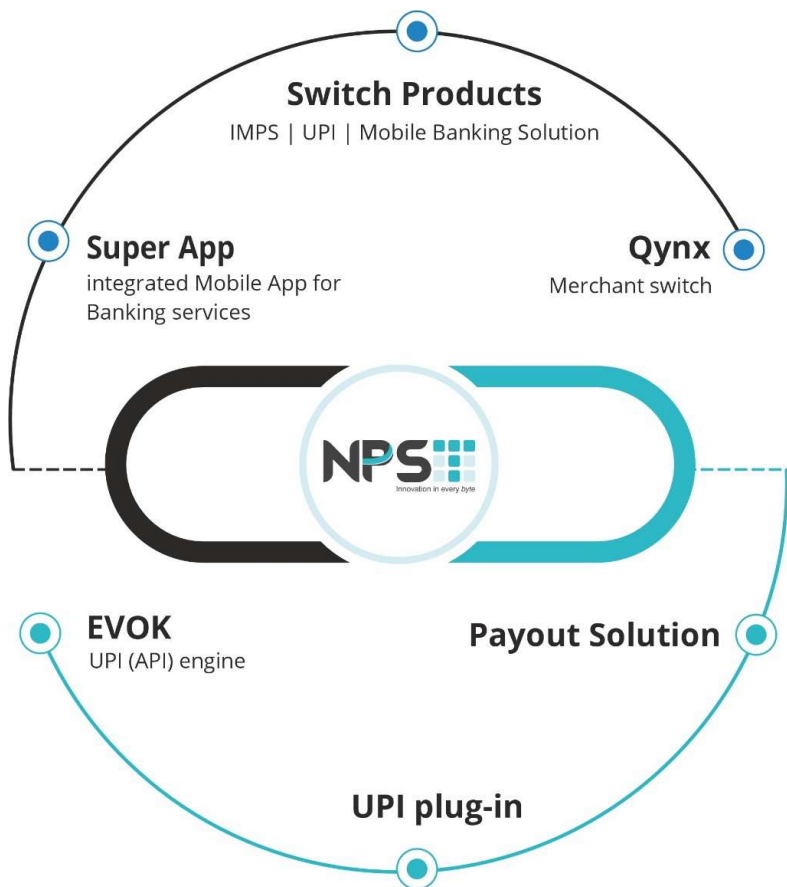 Switch Products
IMPS | UPI | Mobile Banking Solution
Super App
integrated Mobile App for
Banking services
Qynx
Merchant switch
NPST
Innovation in every byte
EVOK
UPI (API) engine
Payout Solution
UPI plug-in